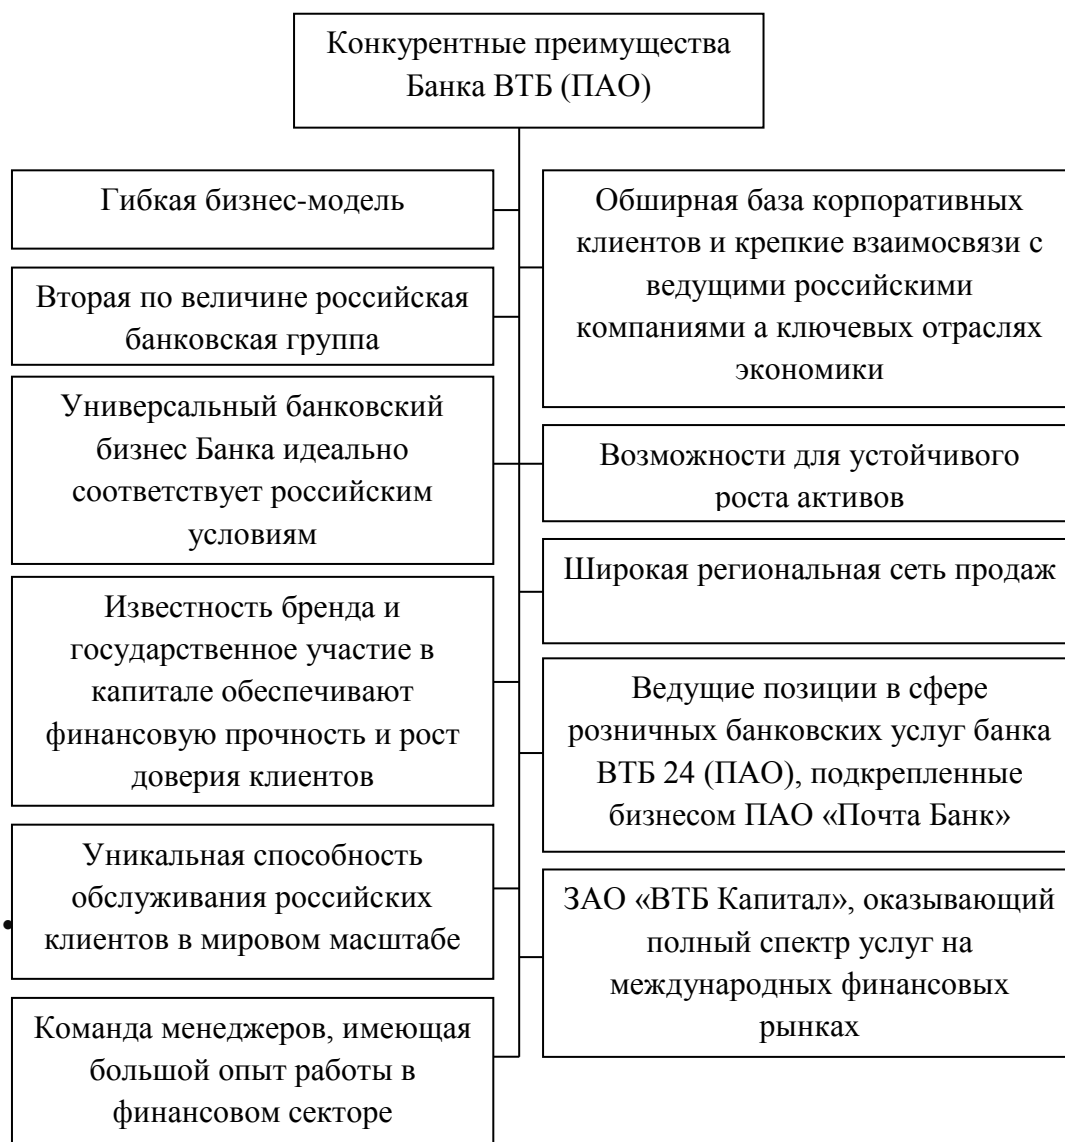 Конкурентные преимущества
Банка ВТБ (ПАО)
Гибкая бизнес-модель
Вторая по величине российская
банковская группа
Универсальный банковский
бизнес Банка идеально
соответствует российским
условиям
Известность бренда и
государственное участие в
капитале обеспечивают
финансовую прочность и рост
доверия клиентов
Уникальная способность
обслуживания российских
клиентов в мировом масштабе
Команда менеджеров, имеющая
большой опыт работы в
финансовом секторе
Обширная база корпоративных
клиентов и крепкие взаимосвязи с
ведущими российскими
компаниями а ключевых отраслях
экономики
Возможности для устойчивого
роста активов
Широкая региональная сеть продаж
Ведущие позиции в сфере
розничных банковских услуг банка
ВТБ 24 (ПАО), подкрепленные
бизнесом ПАО «Почта Банк»
ЗАО «ВТБ Капитал», оказывающий
полный спектр услуг на
международных финансовых
рынках